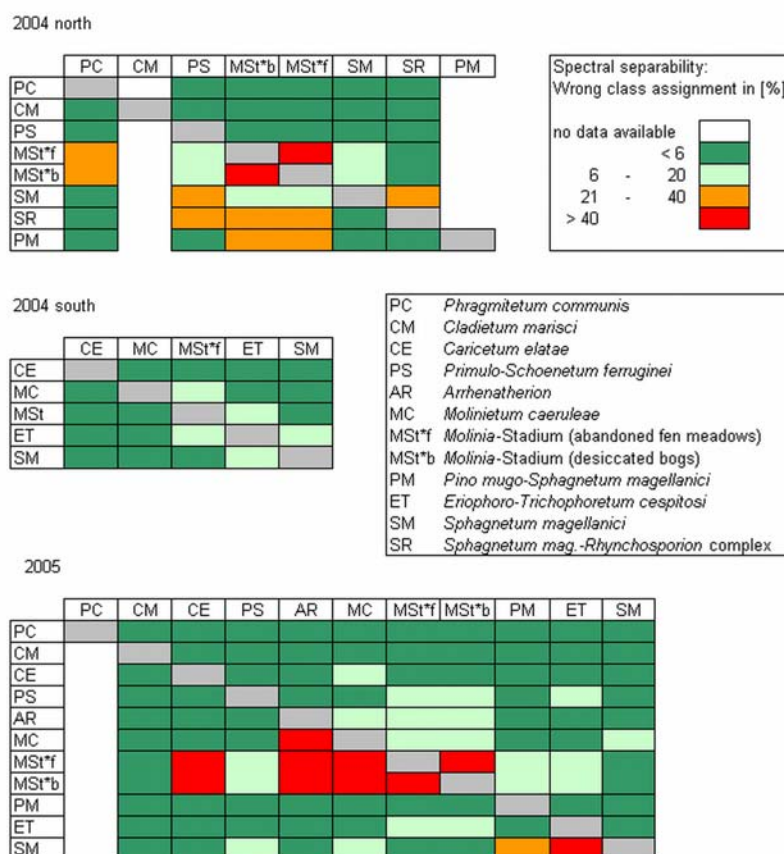 2004 north
PC CM PS MSt*b MSt*f SM SR PM
PC
CM
PS
MSt*f
MSt*b
SM
SR
PM
Spectral separability:
Wrong class assignment in [%]
no data available
< 6
6 - 20
21 - 40
> 40
2004 south
CE MC MSt*f ET SM
CE
MC
MSt
ET
SM
PC Phragmitetum communis
CM Cladietum marisci
CE Caricetum elatae
PS Primulo-Schoenetum ferruginei
AR Arrhenatherion
MC Molinietum caeruleae
MSt*f Molinia-Stadium (abandoned fen meadows)
MSt*b Molinia-Stadium (desiccated bogs)
PM Pino mugo-Sphagnetum magellanici
ET Eriophoro-Trichophoretum cespitosi
SM Sphagnetum magellanici
SR Sphagnetum mag.-Rhynchosporion complex
2005
PC CM CE PS AR MC MSt*f MSt*b PM ET SM
PC
CM
CE
PS
AR
MC
MSt*f
MSt*b
PM
ET
SM